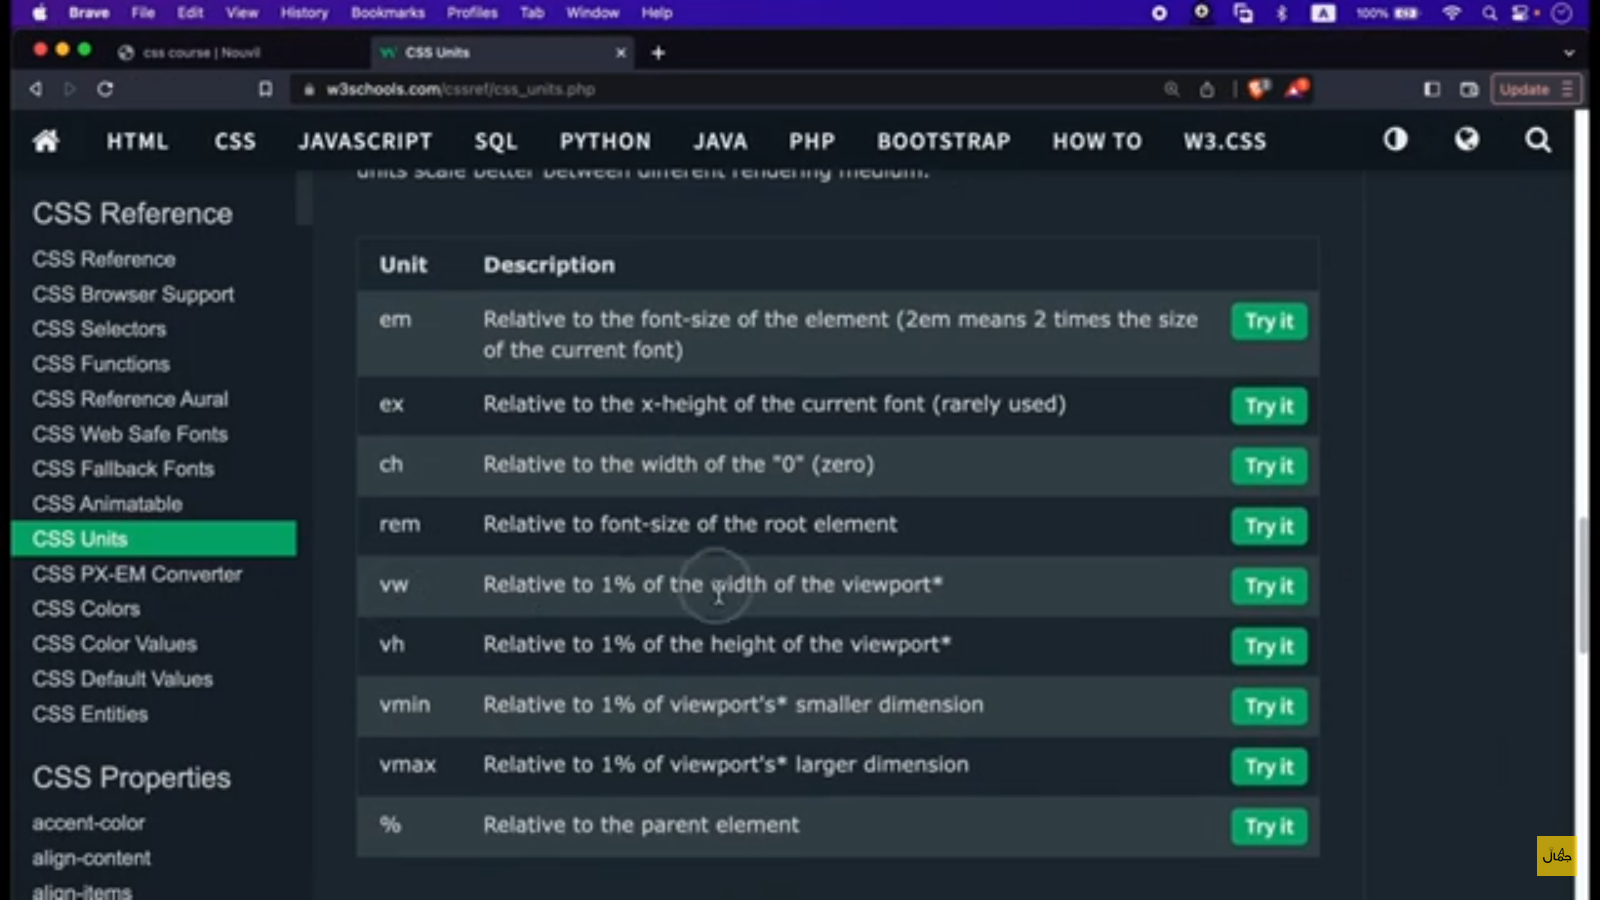 Brave File Edit View History Bookmarks Profiles Tab Window Help A 100%
css course | Nouvil CSS Units
w3schools.com/cssref/css_units.php Update
HTML CSS JAVASCRIPT SQL PYTHON JAVA PHP BOOTSTRAP HOW TO W3.CSS
units scale better between different rendering medium.
CSS Reference
CSS Reference
CSS Browser Support
CSS Selectors
CSS Functions
CSS Reference Aural
CSS Web Safe Fonts
CSS Fallback Fonts
CSS Animatable
CSS Units
CSS PX-EM Converter
CSS Colors
CSS Color Values
CSS Default Values
CSS Entities
CSS Properties
accent-color
align-content
align-items
Unit Description
em Relative to the font-size of the element (2em means 2 times the size Try it
of the current font)
ex Relative to the x-height of the current font (rarely used) Try it
ch Relative to the width of the "0" (zero) Try it
rem Relative to font-size of the root element Try it
vw Relative to 1% of the width of the viewport* Try it
vh Relative to 1% of the height of the viewport* Try it
vmin Relative to 1% of viewport's* smaller dimension Try it
vmax Relative to 1% of viewport's* larger dimension Try it
% Relative to the parent element Try it